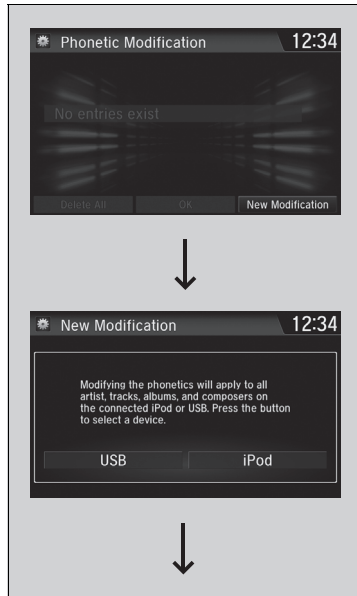 Phonetic Modification 12:34
No entries exist
Delete All OK New Modification
New Modification 12:34
Modifying the phonetics will apply to all
artist, tracks, albums, and composers on
the connected iPod or USB. Press the button
to select a device.
USB iPod